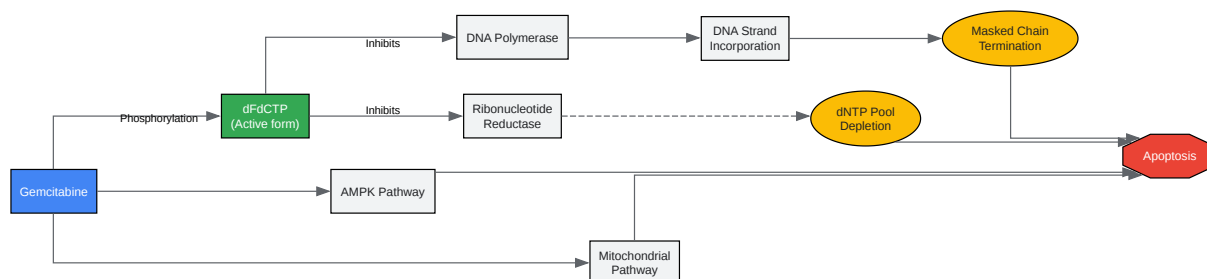 Masked Chain
Termination
DNA Polymerase
DNA Strand
Incorporation
Inhibits
dFdCTP
(Active form)
Inhibits
Ribonucleotide
Reductase
dNTP Pool
Depletion
Phosphorylation
Apoptosis
Gemcitabine
AMPK Pathway
Mitochondrial
Pathway